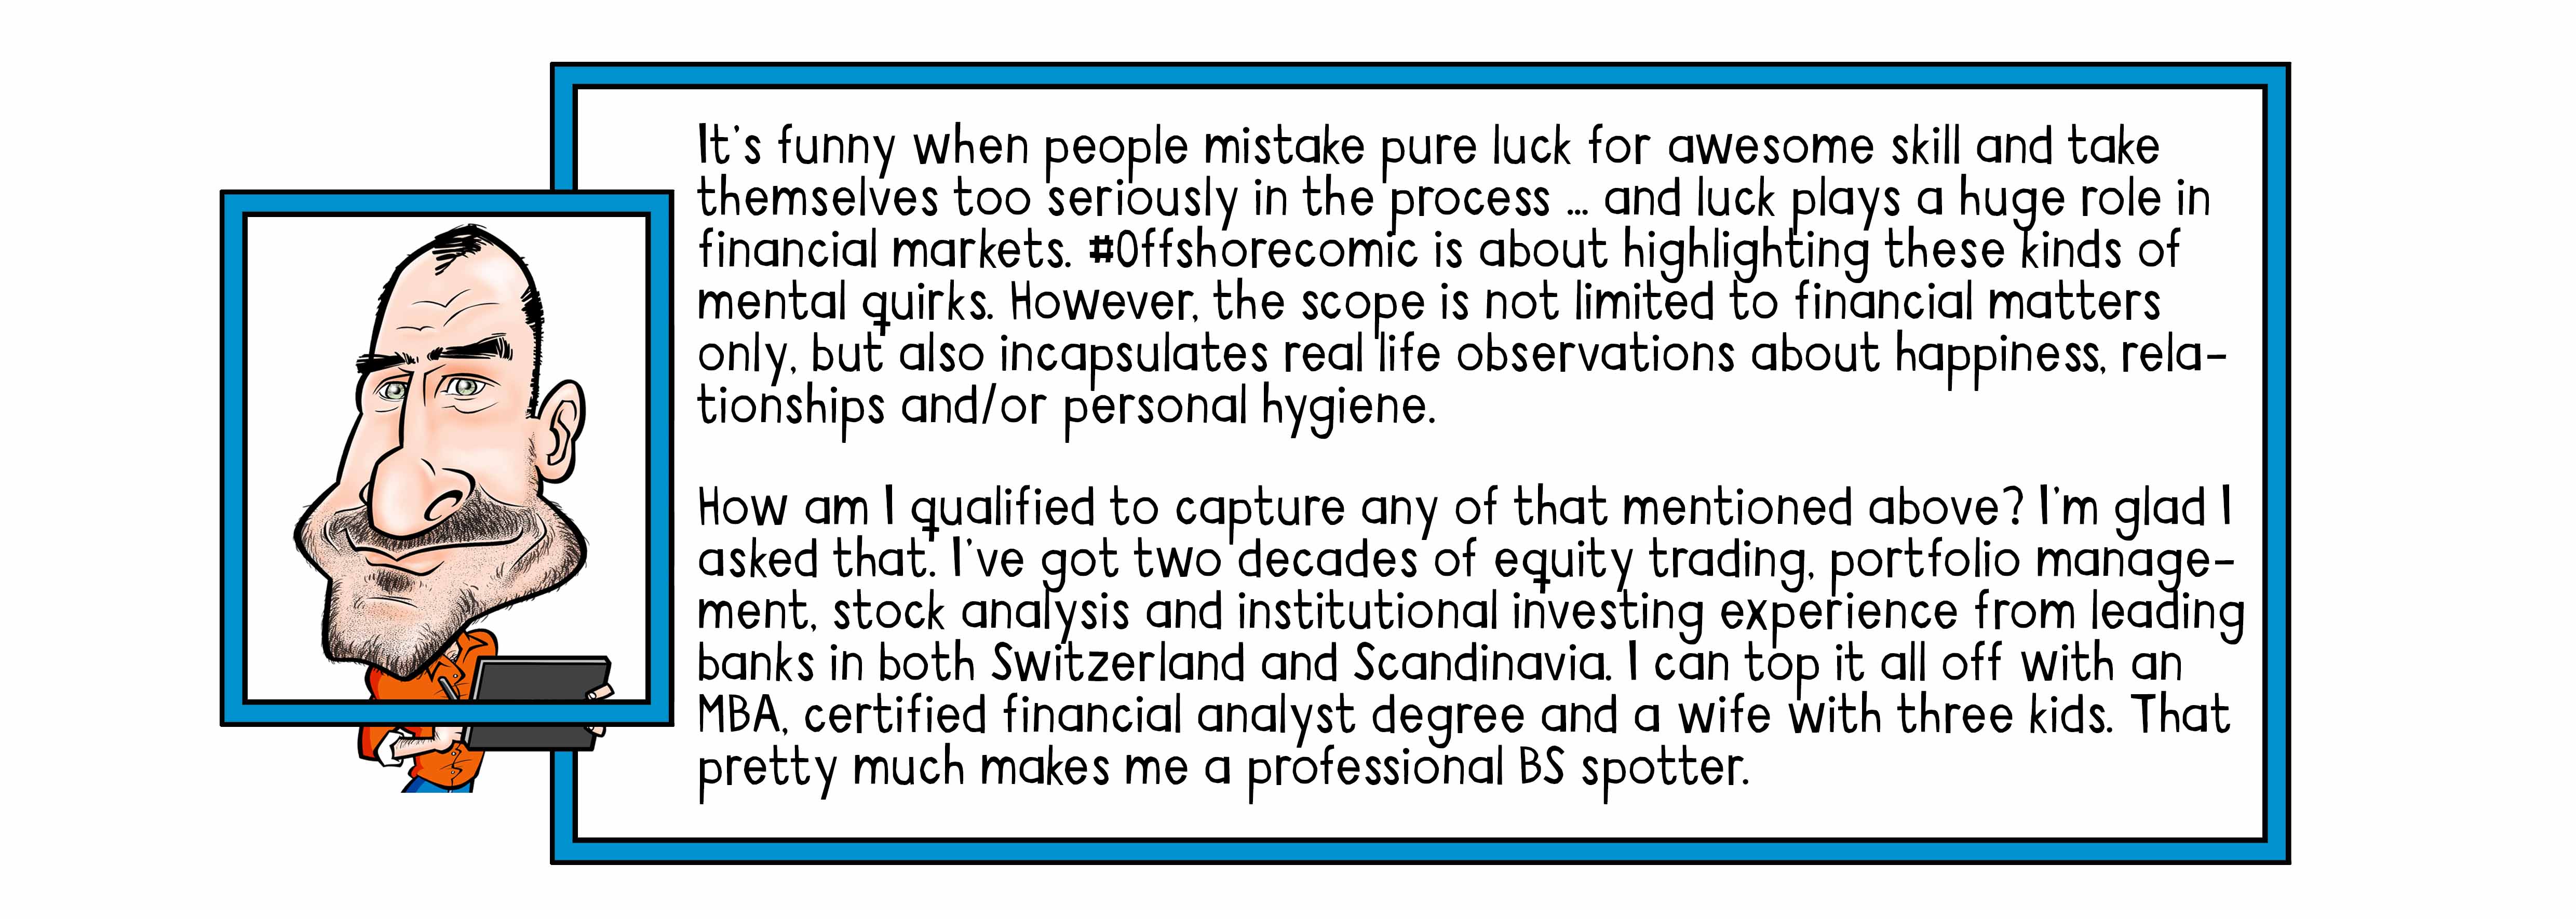 It's funny when people mistake pure luck for awesome skill and take
themselves too seriously in the process ... and luck plays a huge role in
financial markets. #Offshorecomic is about highlighting these kinds of
mental quirks. However, the scope is not limited to financial matters
only, but also incapsulates real life observations about happiness, rela-
tionships and/or personal hygiene.
How am I qualified to capture any of that mentioned above? I'm glad I
asked that. I've got two decades of equity trading, portfolio manage-
ment, stock analysis and institutional investing experience from leading
banks in both Switzerland and Scandinavia. I can top it all off with an
MBA, certified financial analyst degree and a wife with three kids. That
pretty much makes me a professional BS spotter.